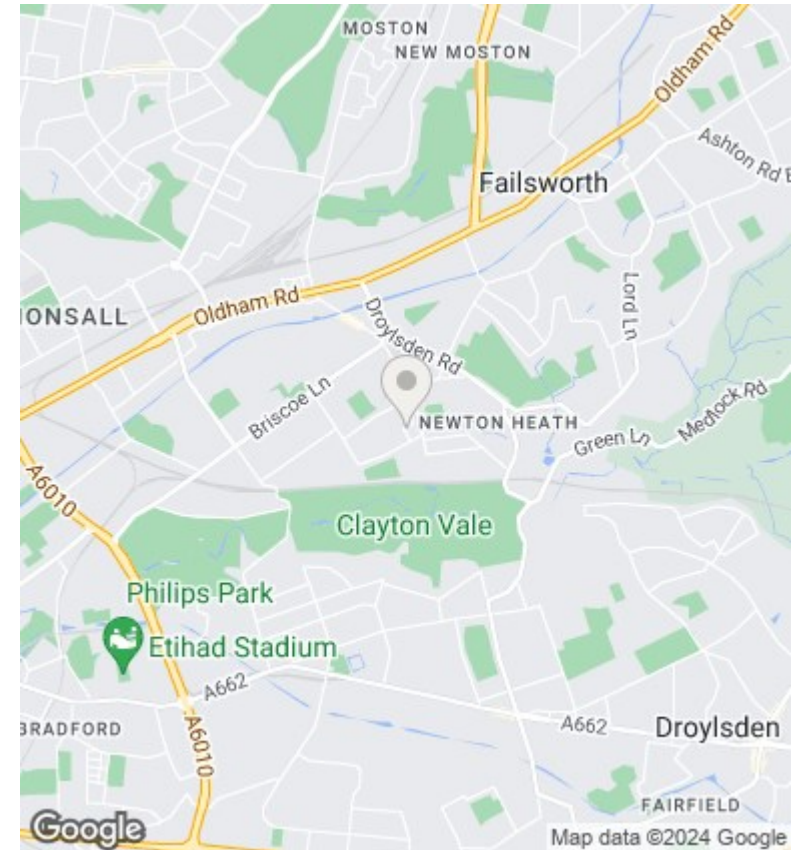 MOSTON
NEW MOSTON
Oldham Rd
Ashton Rd E
Failsworth
Lord Ln
IONSALL
Oldham Rd
Droylsden Rd
Briscoe Ln
NEWTON HEATH
Green Ln
Medlock Rd
A6010
Clayton Vale
Philips Park
Etihad Stadium
A662
BRADFORD
A6010
A662
Droylsden
FAIRFIELD
Google
Map data ©2024 Google